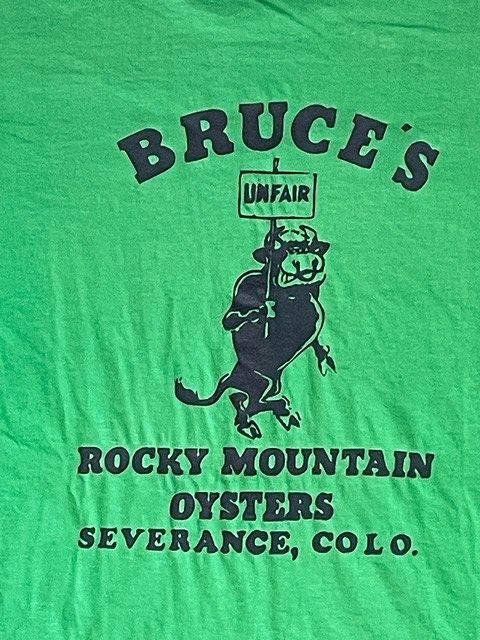 BRUCE'S
UNFAIR
ROCKY MOUNTAIN
OYSTERS
SEVERANCE, COLO.